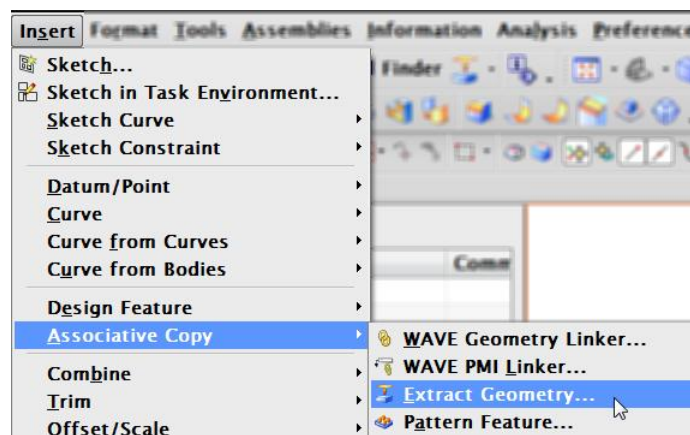 Insert Format Tools Assemblies Information Analysis Preference
Sketch...
Finder
Sketch in Task Environment...
Sketch Curve
Sketch Constraint
Datum/Point
Curve
Curve from Curves
Curve from Bodies
Design Feature
Associative Copy
WAVE Geometry Linker...
WAVE PMI Linker...
Extract Geometry...
Pattern Feature...
Combine
Trim
Offset/Scale